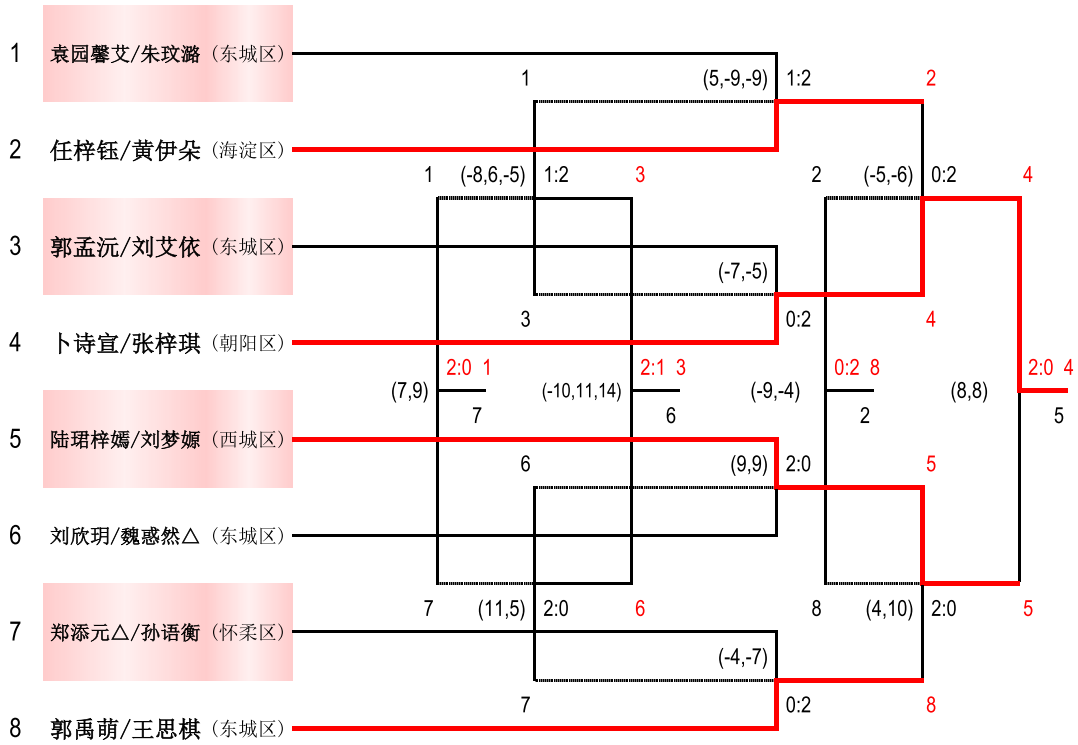 1 袁园馨艾/朱玟潞（东城区）
1 (5,-9,-9) 1:2 2
2 任梓钰/黄伊朵（海淀区）
1 (-8,6,-5) 1:2 3 2 (-5,-6) 0:2 4
3 郭孟沅/刘艾依（东城区）
(-7,-5)
3 0:2 4
4 卜诗宣/张梓琪（朝阳区）
2:0 1 2:1 3 0:2 8 2:0 4
(7,9) (-10,11,14) (-9,-4) (8,8)
7 6 2 5
5 陆珺梓嫣/刘梦嫄（西城区）
6 (9,9) 2:0 5
6 刘欣玥/魏惑然△（东城区）
7 (11,5) 2:0 6 8 (4,10) 2:0 5
7 郑添元△/孙语衡（怀柔区）
(-4,-7)
7 0:2 8
8 郭禹萌/王思棋（东城区）